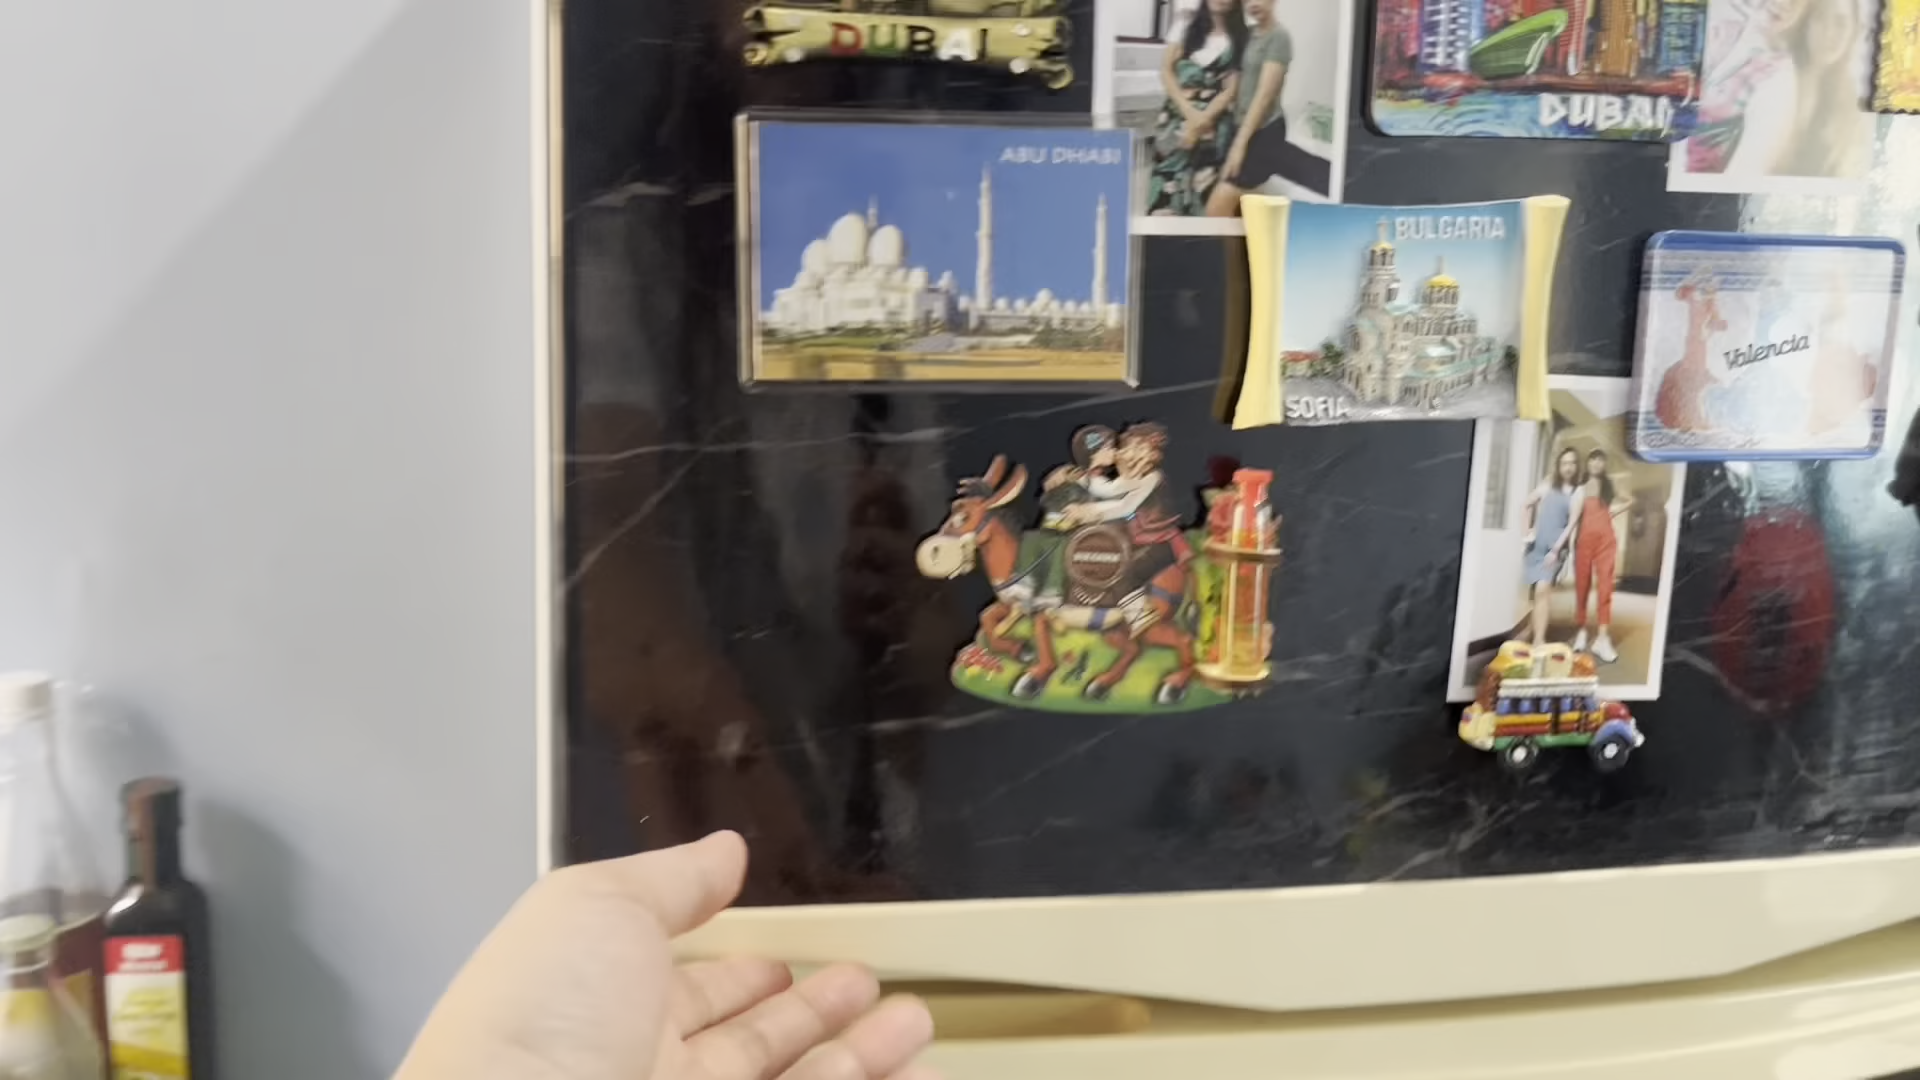 DUBAI
DUBAI
ABU DHABI
BULGARIA
SOFIA
Valencia